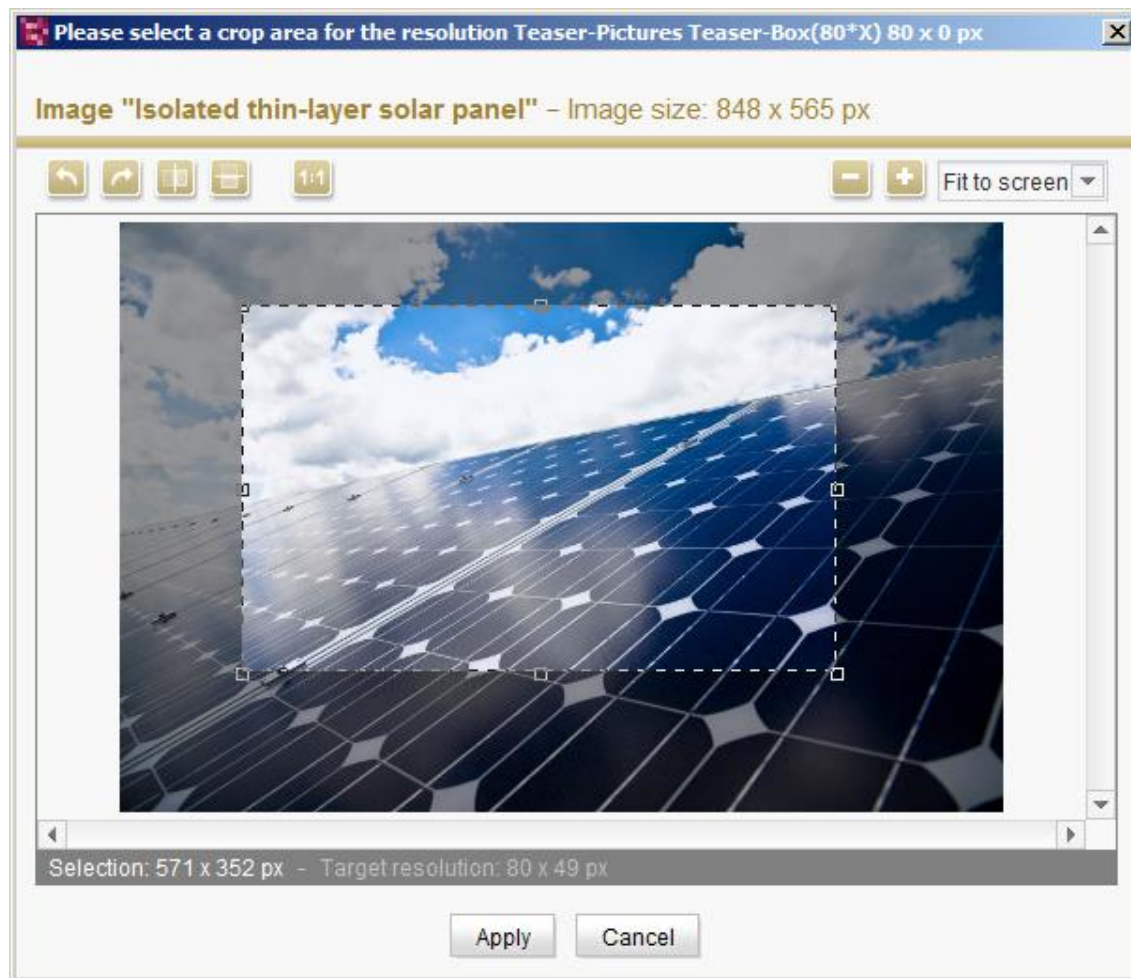 Please select a crop area for the resolution Teaser-Pictures Teaser-Box(80*X) 80 x 0 px
Image "Isolated thin-layer solar panel" – Image size: 848 x 565 px
1:1
Fit to screen
Selection: 571 x 352 px - Target resolution: 80 x 49 px
Apply
Cancel